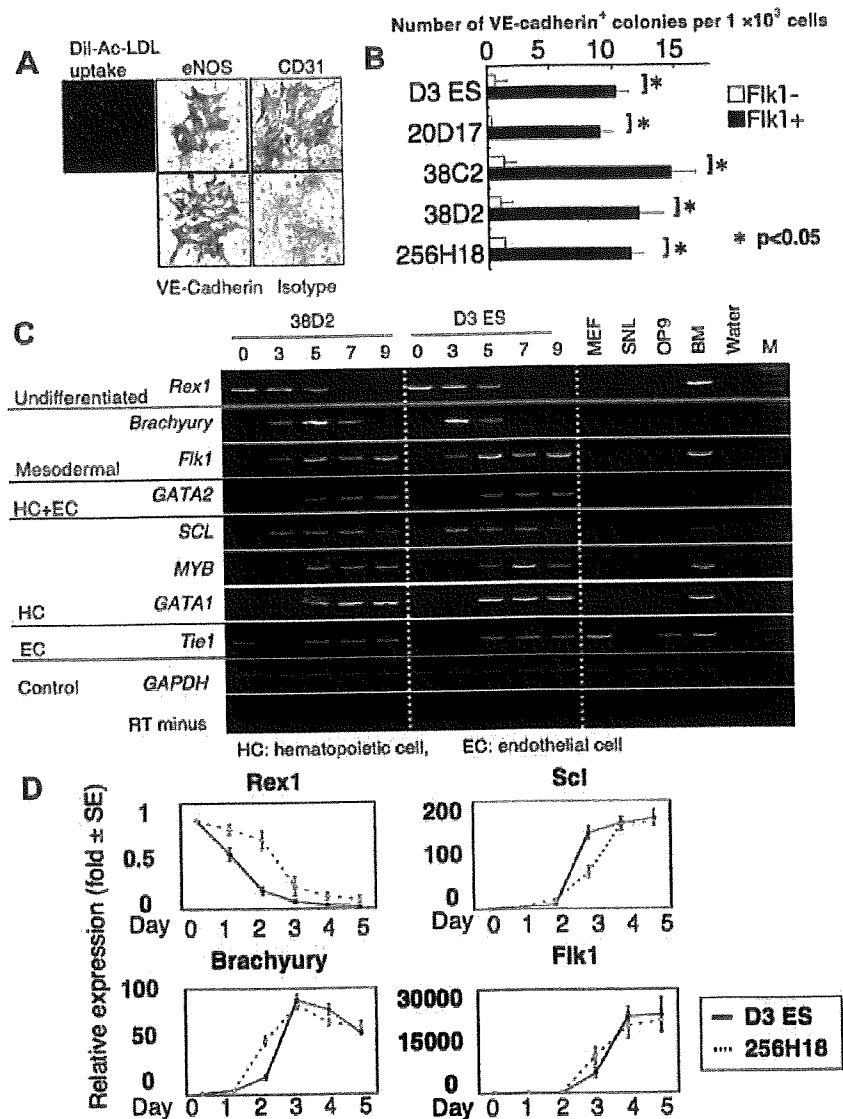 A
Dil-Ac-LDL
uptake
eNOS
CD31
VE-Cadherin
Isotype
B
Number of VE-cadherin+ colonies per 1 ×10³ cells
0 5 10 15
D3 ES ]*
20D17 ]*
38C2 ]*
38D2 ]*
256H18 ]*
□Flk1-
■Flk1+
* p<0.05
C
38D2 D3 ES
0 3 5 7 9 0 3 5 7 9 MEF SNL OP9 BM Water M
Undifferentiated Rex1
Brachyury
Mesodermal Flk1
HC+EC GATA2
SCL
MYB
HC GATA1
EC Tie1
Control GAPDH
RT minus
HC: hematopoietic cell, EC: endothelial cell
D
Relative expression (fold ± SE)
Rex1
1
0.5
0
Day 0 1 2 3 4 5
Scl
200
100
0
Day 0 1 2 3 4 5
Brachyury
100
50
0
Day 0 1 2 3 4 5
Flk1
30000
15000
0
Day 0 1 2 3 4 5
D3 ES
256H18